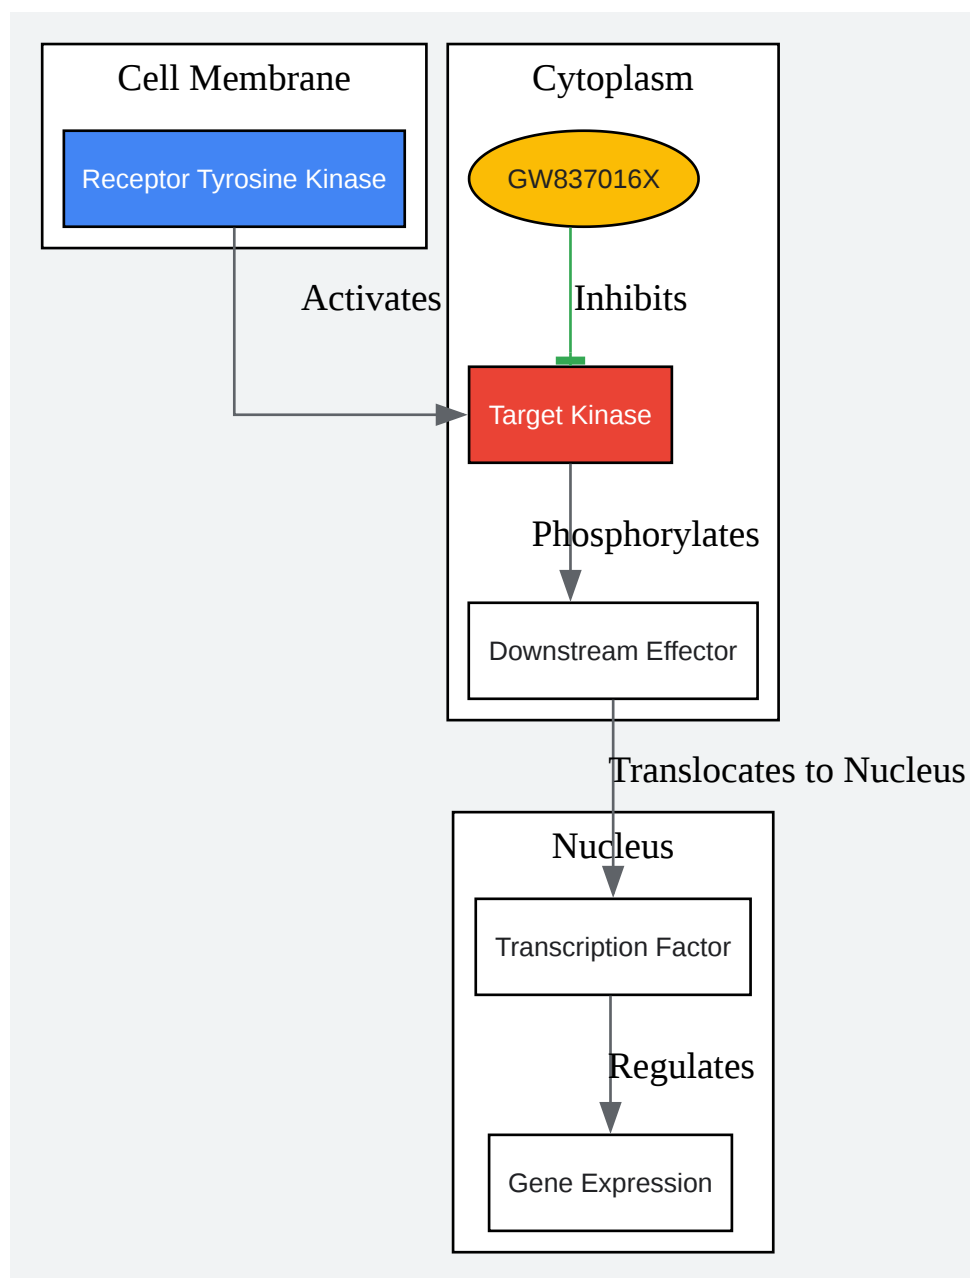 Cell Membrane
Cytoplasm
Receptor Tyrosine Kinase
GW837016X
Activates
Inhibits
Target Kinase
Phosphorylates
Downstream Effector
Translocates to Nucleus
Nucleus
Transcription Factor
Regulates
Gene Expression